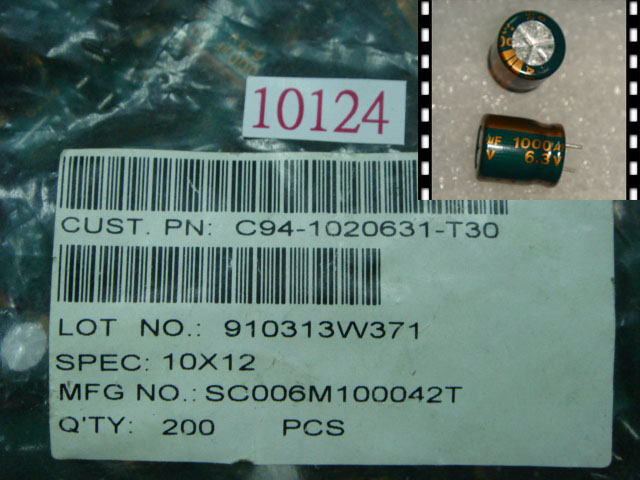 10124
CUST. PN: C94-1020631-T30
LOT NO.: 910313W371
SPEC: 10X12
MFG NO.: SC006M100042T
Q'TY: 200 PCS
1000µ
V 6.3V